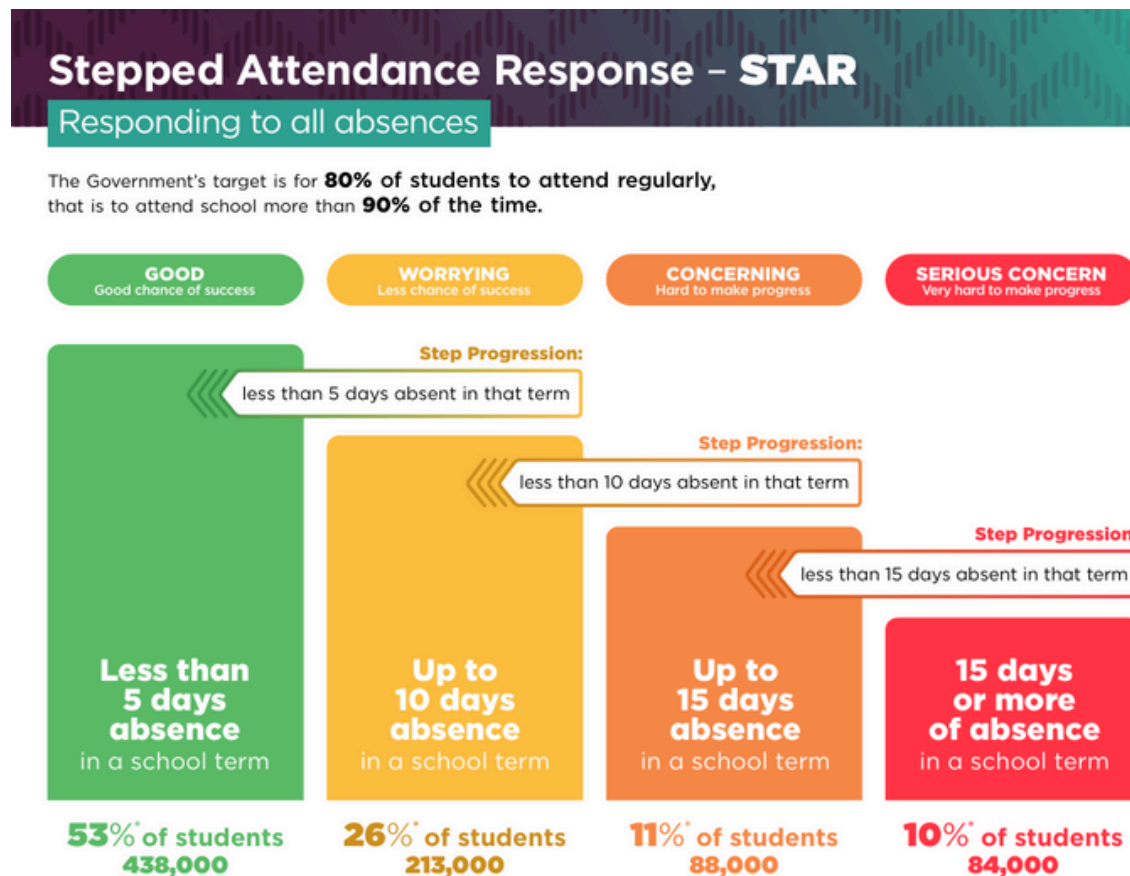 Stepped Attendance Response – STAR
Responding to all absences
The Government's target is for 80% of students to attend regularly,
that is to attend school more than 90% of the time.
GOOD
Good chance of success
WORRYING
Less chance of success
CONCERNING
Hard to make progress
SERIOUS CONCERN
Very hard to make progress
Step Progression:
less than 5 days absent in that term
Step Progression:
less than 10 days absent in that term
Step Progression
less than 15 days absent in that term
Less than
5 days
absence
in a school term
Up to
10 days
absence
in a school term
Up to
15 days
absence
in a school term
15 days
or more
of absence
in a school term
53%* of students
438,000
26%* of students
213,000
11%* of students
88,000
10%* of students
84,000